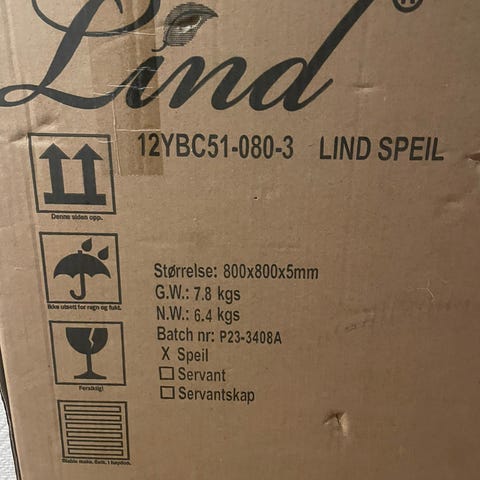 Lind®
12YBC51-080-3 LIND SPEIL
Denne siden opp.
Ikke utsett for regn og fukt.
Størrelse: 800x800x5mm
G.W.: 7.8 kgs
N.W.: 6.4 kgs
Batch nr: P23-3408A
X Speil
Servant
Servantskap
Forsiktig!